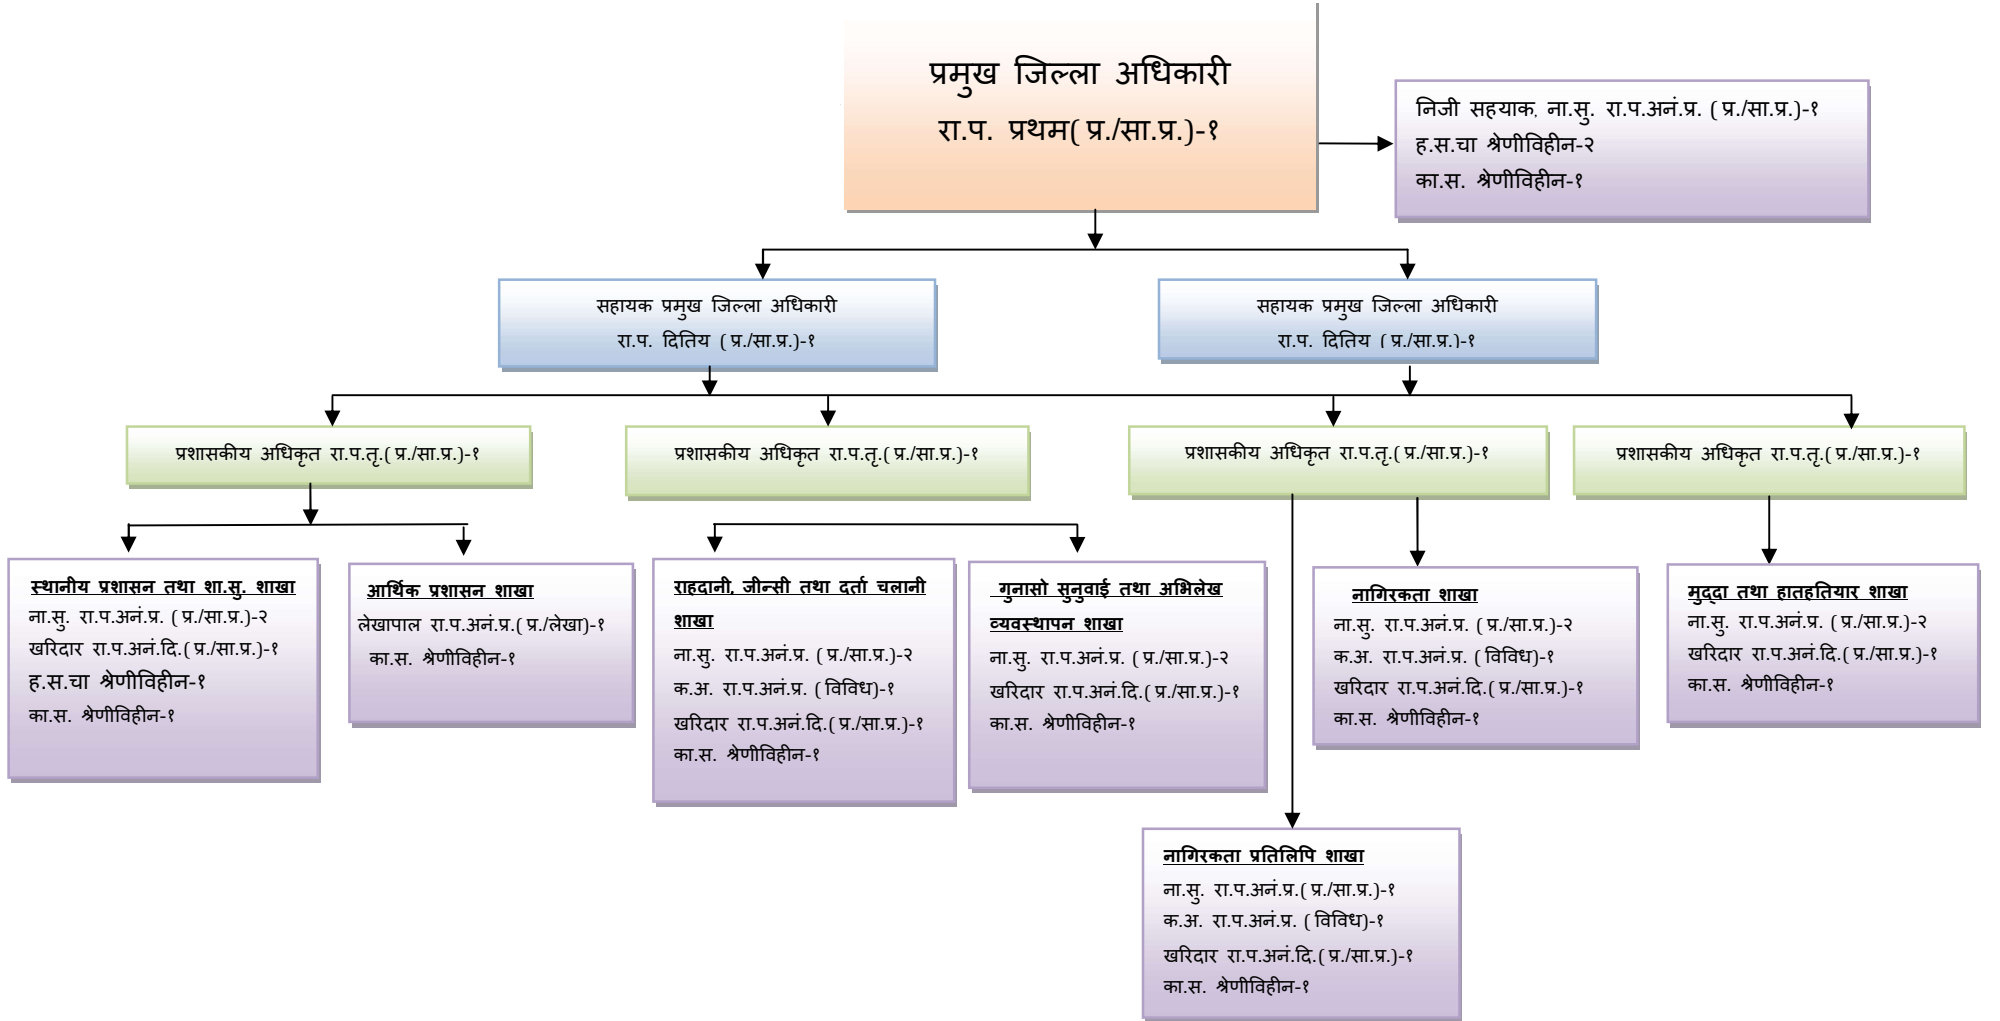 प्रमुख जिल्ला अधिकारी
रा.प. प्रथम( प्र./सा.प्र.)-१
निजी सहयाक, ना.सु. रा.प.अनं.प्र. ( प्र./सा.प्र.)-१
ह.स.चा श्रेणीविहीन-२
का.स. श्रेणीविहीन-१
सहायक प्रमुख जिल्ला अधिकारी
रा.प. दितिय ( प्र./सा.प्र.)-१
सहायक प्रमुख जिल्ला अधिकारी
रा.प. दितिय ( प्र./सा.प्र.)-१
प्रशासकीय अधिकृत रा.प.तृ.( प्र./सा.प्र.)-१
प्रशासकीय अधिकृत रा.प.तृ.( प्र./सा.प्र.)-१
प्रशासकीय अधिकृत रा.प.तृ.( प्र./सा.प्र.)-१
प्रशासकीय अधिकृत रा.प.तृ.( प्र./सा.प्र.)-१
स्थानीय प्रशासन तथा शा.सु. शाखा
ना.सु. रा.प.अनं.प्र. ( प्र./सा.प्र.)-२
खरिदार रा.प.अनं.दि.( प्र./सा.प्र.)-१
ह.स.चा श्रेणीविहीन-१
का.स. श्रेणीविहीन-१
आर्थिक प्रशासन शाखा
लेखापाल रा.प.अनं.प्र.( प्र./लेखा)-१
का.स. श्रेणीविहीन-१
राहदानी, जीन्सी तथा दर्ता चलानी
शाखा
ना.सु. रा.प.अनं.प्र. ( प्र./सा.प्र.)-२
क.अ. रा.प.अनं.प्र. ( विविध)-१
खरिदार रा.प.अनं.दि.( प्र./सा.प्र.)-१
का.स. श्रेणीविहीन-१
गुनासो सुनुवाई तथा अभिलेख
व्यवस्थापन शाखा
ना.सु. रा.प.अनं.प्र. ( प्र./सा.प्र.)-२
खरिदार रा.प.अनं.दि.( प्र./सा.प्र.)-१
का.स. श्रेणीविहीन-१
नागिरकता शाखा
ना.सु. रा.प.अनं.प्र. ( प्र./सा.प्र.)-२
क.अ. रा.प.अनं.प्र. ( विविध)-१
खरिदार रा.प.अनं.दि.( प्र./सा.प्र.)-१
का.स. श्रेणीविहीन-१
मुद्दा तथा हातहतियार शाखा
ना.सु. रा.प.अनं.प्र. ( प्र./सा.प्र.)-२
खरिदार रा.प.अनं.दि.( प्र./सा.प्र.)-१
का.स. श्रेणीविहीन-१
नागिरकता प्रतिलिपि शाखा
ना.सु. रा.प.अनं.प्र.( प्र./सा.प्र.)-१
क.अ. रा.प.अनं.प्र. ( विविध)-१
खरिदार रा.प.अनं.दि.( प्र./सा.प्र.)-१
का.स. श्रेणीविहीन-१